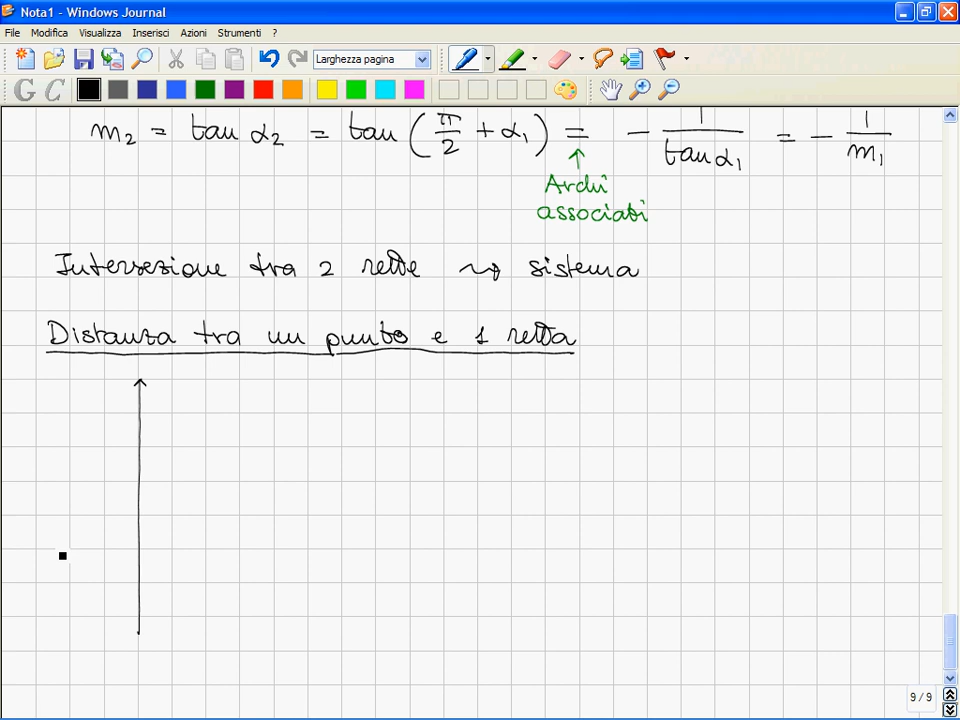 Nota1 - Windows Journal
File Modifica Visualizza Inserisci Azioni Strumenti ?
Larghezza pagina
G C
m₂ = tan α₂ = tan (π/2 + α₁) = - 1/tan α₁ = - 1/m₁
Archi
associati
Intersezione tra 2 rette ⇝ sistema
Distanza tra un punto e 1 retta
9 / 9